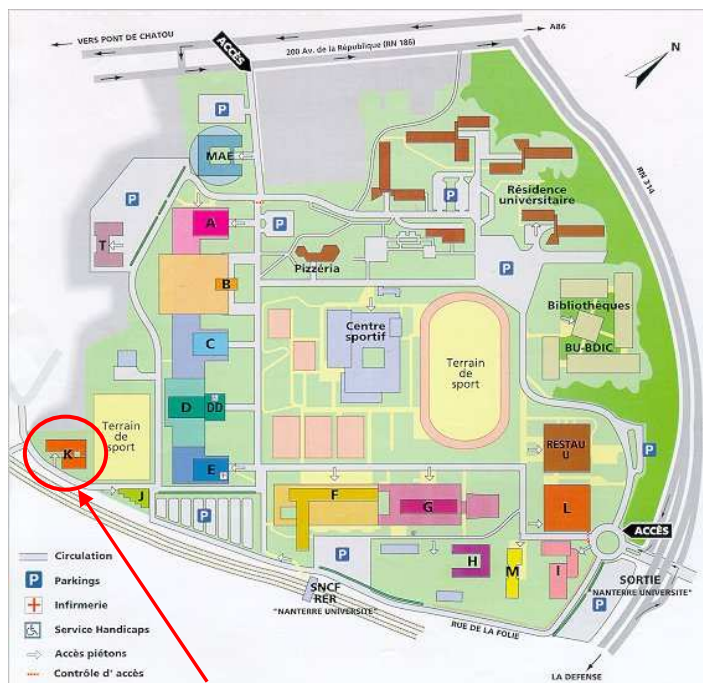 VERS PONT DE CHATOU
A86
ACCÈS
200 Av. de la République (RN 186)
N
P
MAE
RN 314
P
P
Résidence
universitaire
A
P
T
Pizzéria
B
P
Bibliothèques
Centre
sportif
C
BU-BDIC
Terrain
de
sport
D
DD
Terrain
de
sport
K
RESTAU
U
P
E
J
F
G
L
P
ACCÈS
P
H
M
I
Circulation
P
Parkings
SNCF
RER
"NANTERRE UNIVERSITE"
SORTIE
"NANTERRE UNIVERSITÉ"
P
Infirmerie
Service Handicaps
RUE DE LA FOLIE
Accès piétons
Contrôle d' accès
LA DEFENSE